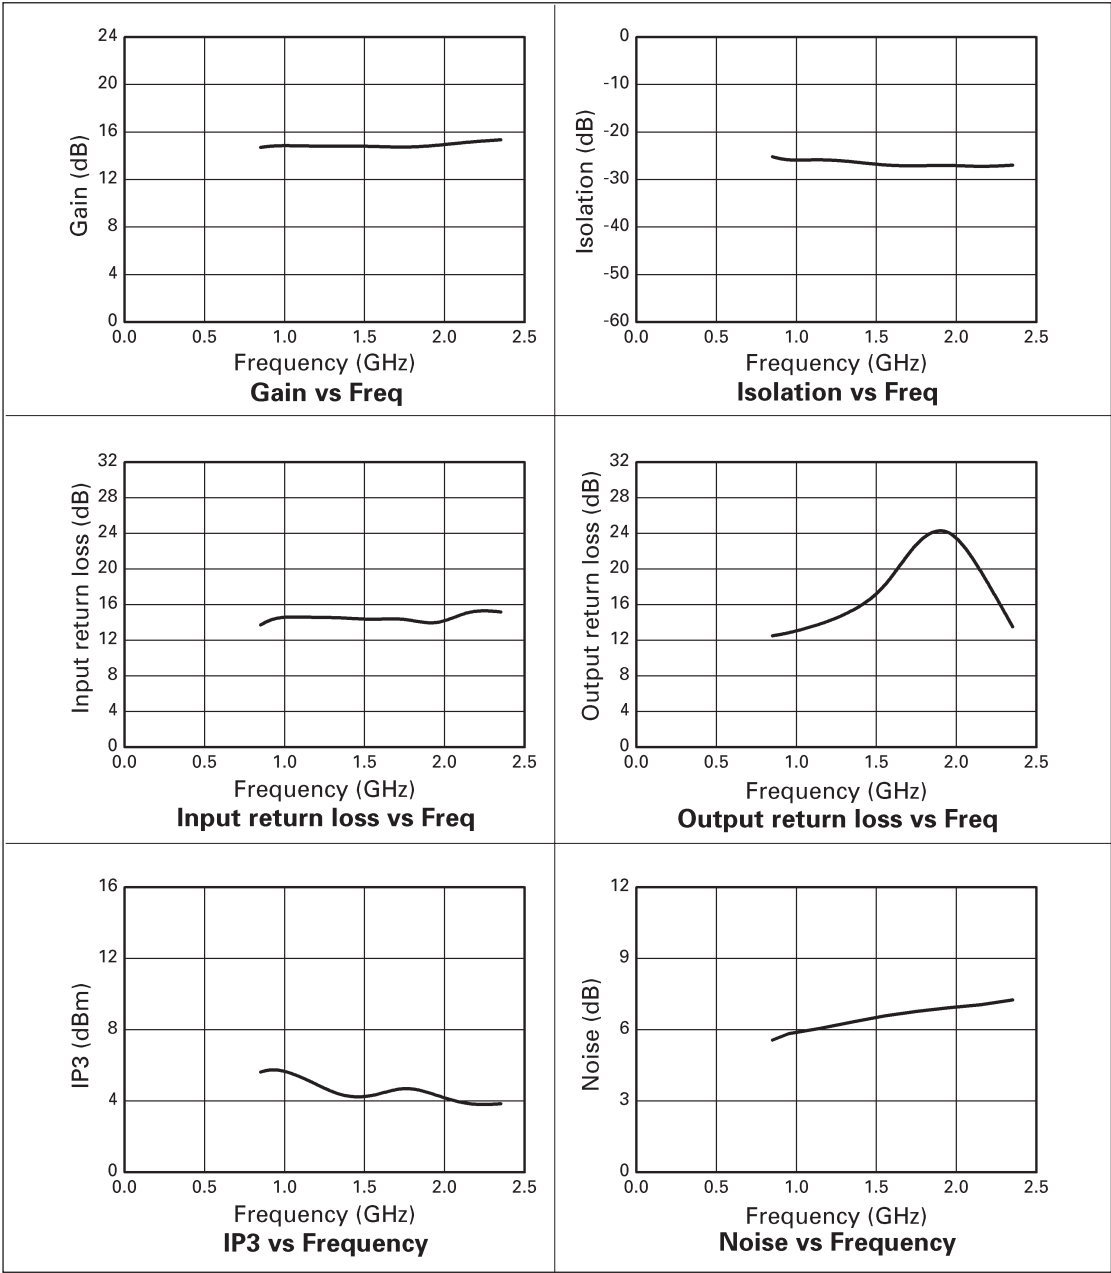 24
20
16
12
8
4
0
0.0 0.5 1.0 1.5 2.0 2.5
Gain (dB)
Frequency (GHz)
Gain vs Freq
0
-10
-20
-30
-40
-50
-60
0.0 0.5 1.0 1.5 2.0 2.5
Isolation (dB)
Frequency (GHz)
Isolation vs Freq
32
28
24
20
16
12
8
4
0
0.0 0.5 1.0 1.5 2.0 2.5
Input return loss (dB)
Frequency (GHz)
Input return loss vs Freq
32
28
24
20
16
12
8
4
0
0.0 0.5 1.0 1.5 2.0 2.5
Output return loss (dB)
Frequency (GHz)
Output return loss vs Freq
16
12
8
4
0
0.0 0.5 1.0 1.5 2.0 2.5
IP3 (dBm)
Frequency (GHz)
IP3 vs Frequency
12
9
6
3
0
0.0 0.5 1.0 1.5 2.0 2.5
Noise (dB)
Frequency (GHz)
Noise vs Frequency